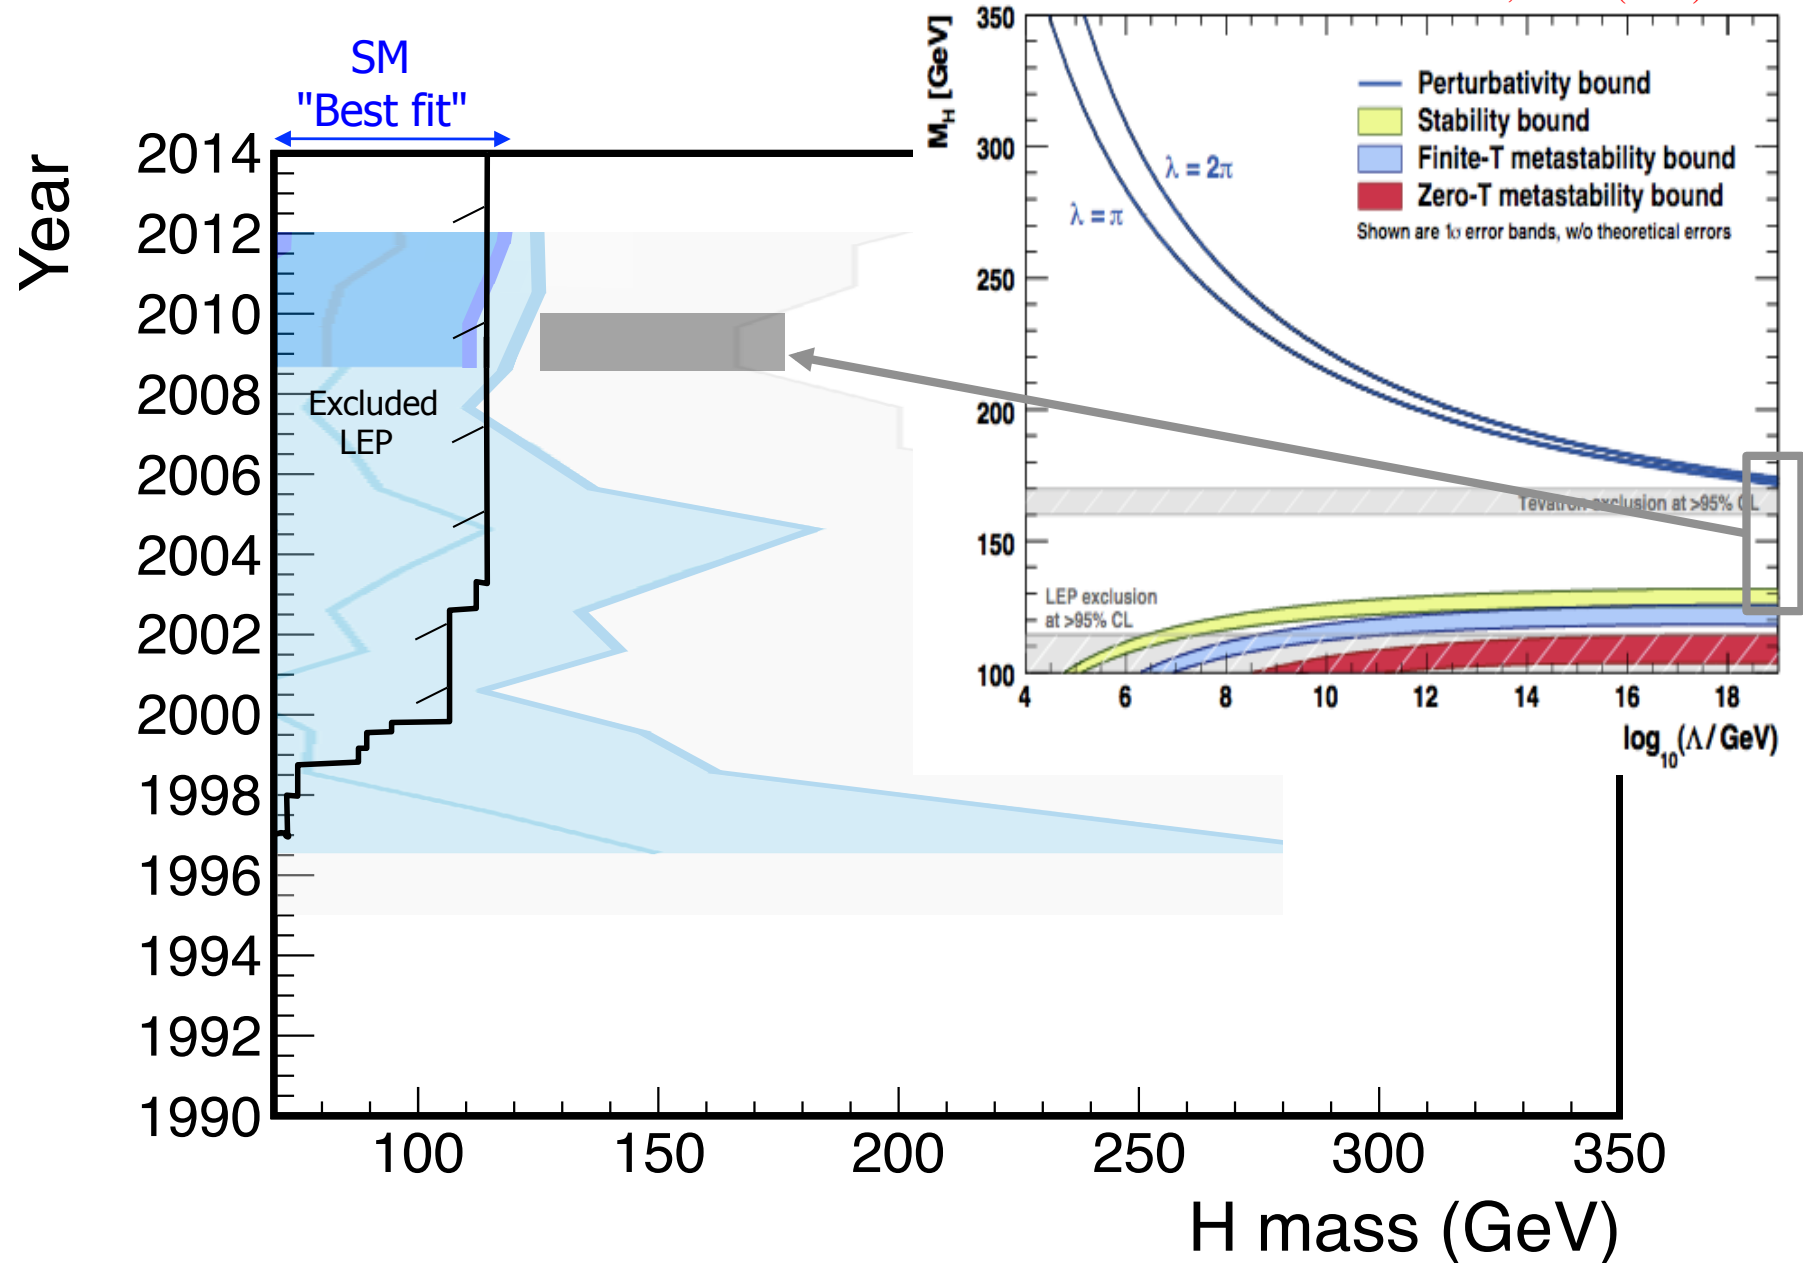 SM
"Best fit"
Year
2014
2012
2010
2008
2006
2004
2002
2000
1998
1996
1994
1992
1990
Excluded
LEP
100
150
200
250
300
350
H mass (GeV)
M_H [GeV]
350
300
250
200
150
100
Perturbativity bound
Stability bound
Finite-T metastability bound
Zero-T metastability bound
Shown are 1σ error bands, w/o theoretical errors
λ = 2π
λ = π
Tevatron exclusion at >95% CL
LEP exclusion
at >95% CL
4
6
8
10
12
14
16
18
log₁₀(Λ / GeV)